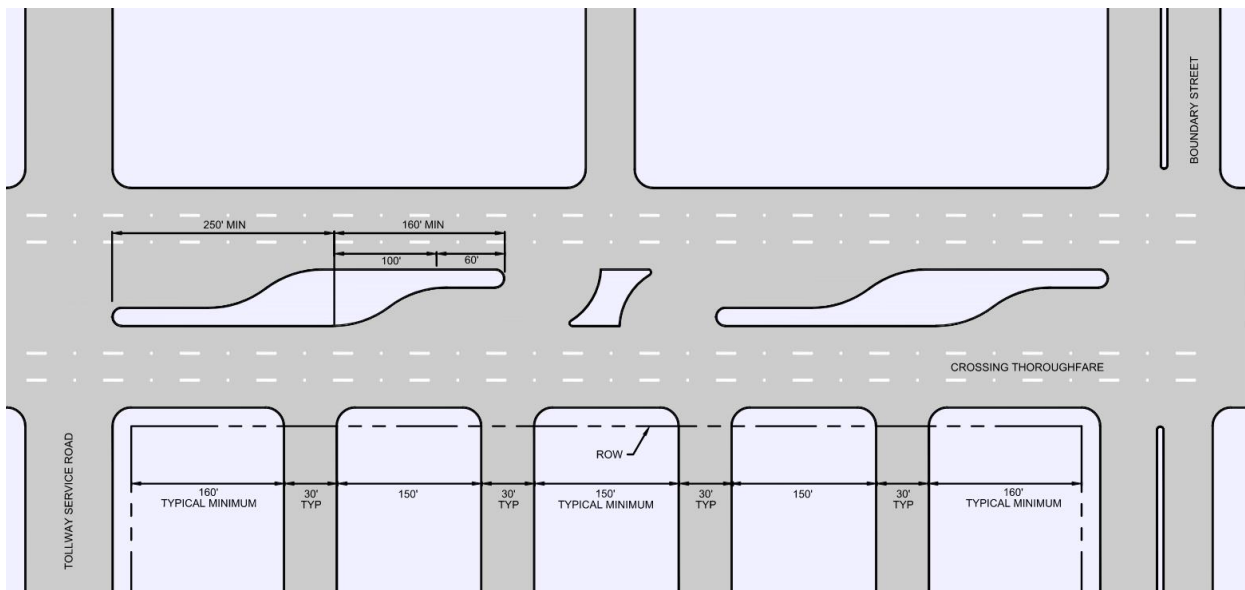 BOUNDARY STREET
250' MIN
160' MIN
100'
60'
CROSSING THOROUGHFARE
ROW
TOLLWAY SERVICE ROAD
160'
TYPICAL MINIMUM
30'
TYP
150'
30'
TYP
150'
TYPICAL MINIMUM
30'
TYP
150'
30'
TYP
160'
TYPICAL MINIMUM